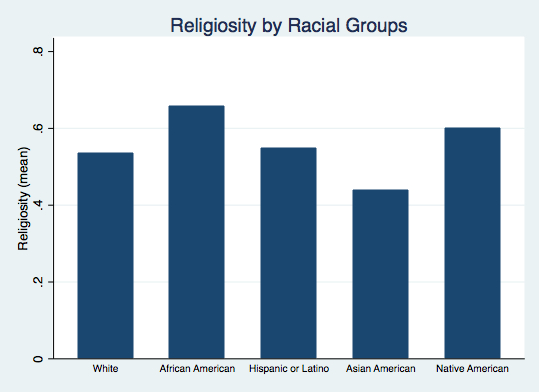 Religiosity by Racial Groups
Religiosity (mean)
.8
.6
.4
.2
0
White
African American
Hispanic or Latino
Asian American
Native American